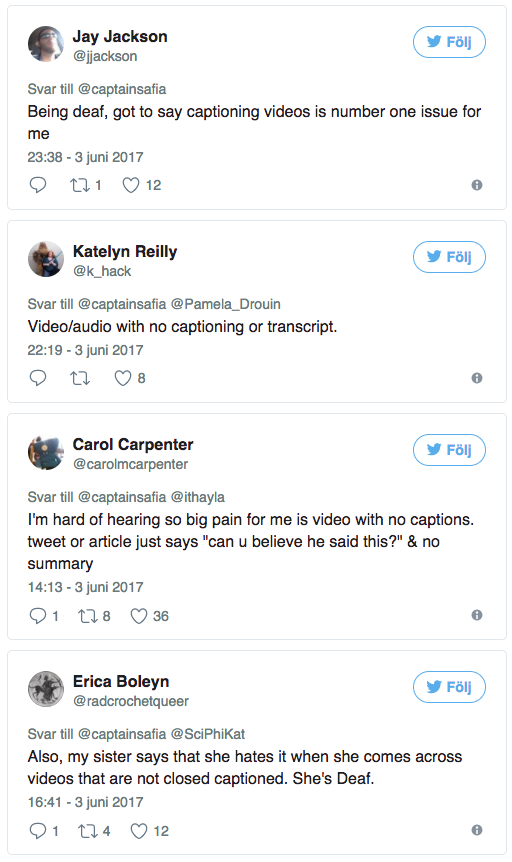 Jay Jackson
@jjackson
Följ
Svar till @captainsafia
Being deaf, got to say captioning videos is number one issue for
me
23:38 - 3 juni 2017
1 12
Katelyn Reilly
@k_hack
Följ
Svar till @captainsafia @Pamela_Drouin
Video/audio with no captioning or transcript.
22:19 - 3 juni 2017
8
Carol Carpenter
@carolmcarpenter
Följ
Svar till @captainsafia @ithayla
I'm hard of hearing so big pain for me is video with no captions.
tweet or article just says "can u believe he said this?" & no
summary
14:13 - 3 juni 2017
1 8 36
Erica Boleyn
@radcrochetqueer
Följ
Svar till @captainsafia @SciPhiKat
Also, my sister says that she hates it when she comes across
videos that are not closed captioned. She's Deaf.
16:41 - 3 juni 2017
1 4 12